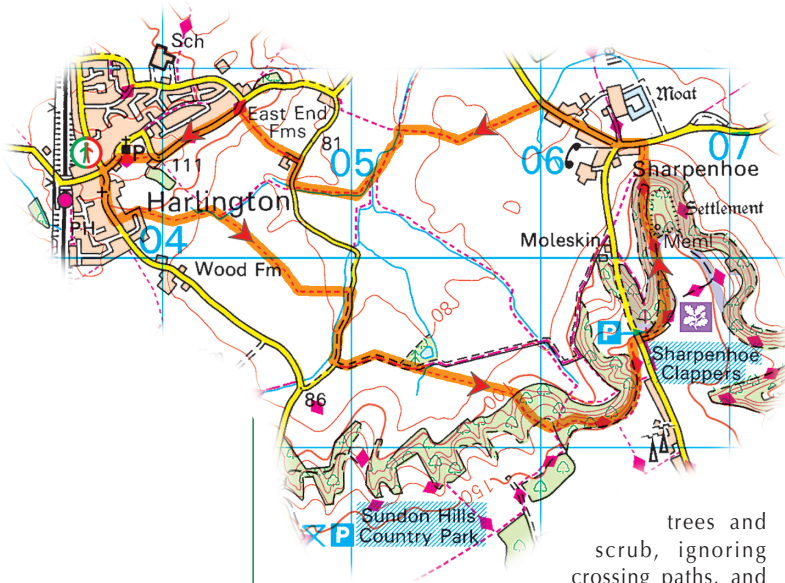 Sch
Moat
East End
Fms
81
P
111
05
06
07
Sharpenhoe
Harlington
Settlement
PH
04
Moleskin
Meml
Wood Fm
80
P
Sharpenhoe
Clappers
86
150
Sundon Hills
Country Park
P
trees and
scrub, ignoring
crossing paths, and